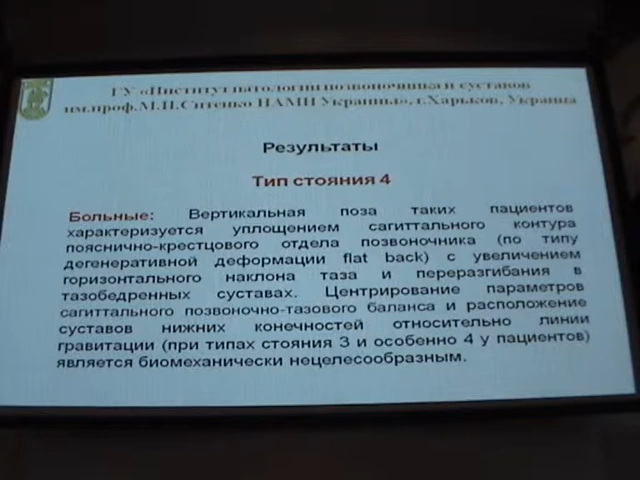 ГУ «Институт патологии позвоночника и суставов
им.проф.М.И.Ситенко НАМН Украины», г.Харьков, Украина
Результаты
Тип стояния 4
Больные: Вертикальная поза таких пациентов
характеризуется уплощением сагиттального контура
пояснично-крестцового отдела позвоночника (по типу
дегенеративной деформации flat back) с увеличением
горизонтального наклона таза и переразгибания в
тазобедренных суставах. Центрирование параметров
сагиттального позвоночно-тазового баланса и расположение
суставов нижних конечностей относительно линии
гравитации (при типах стояния 3 и особенно 4 у пациентов)
является биомеханически нецелесообразным.